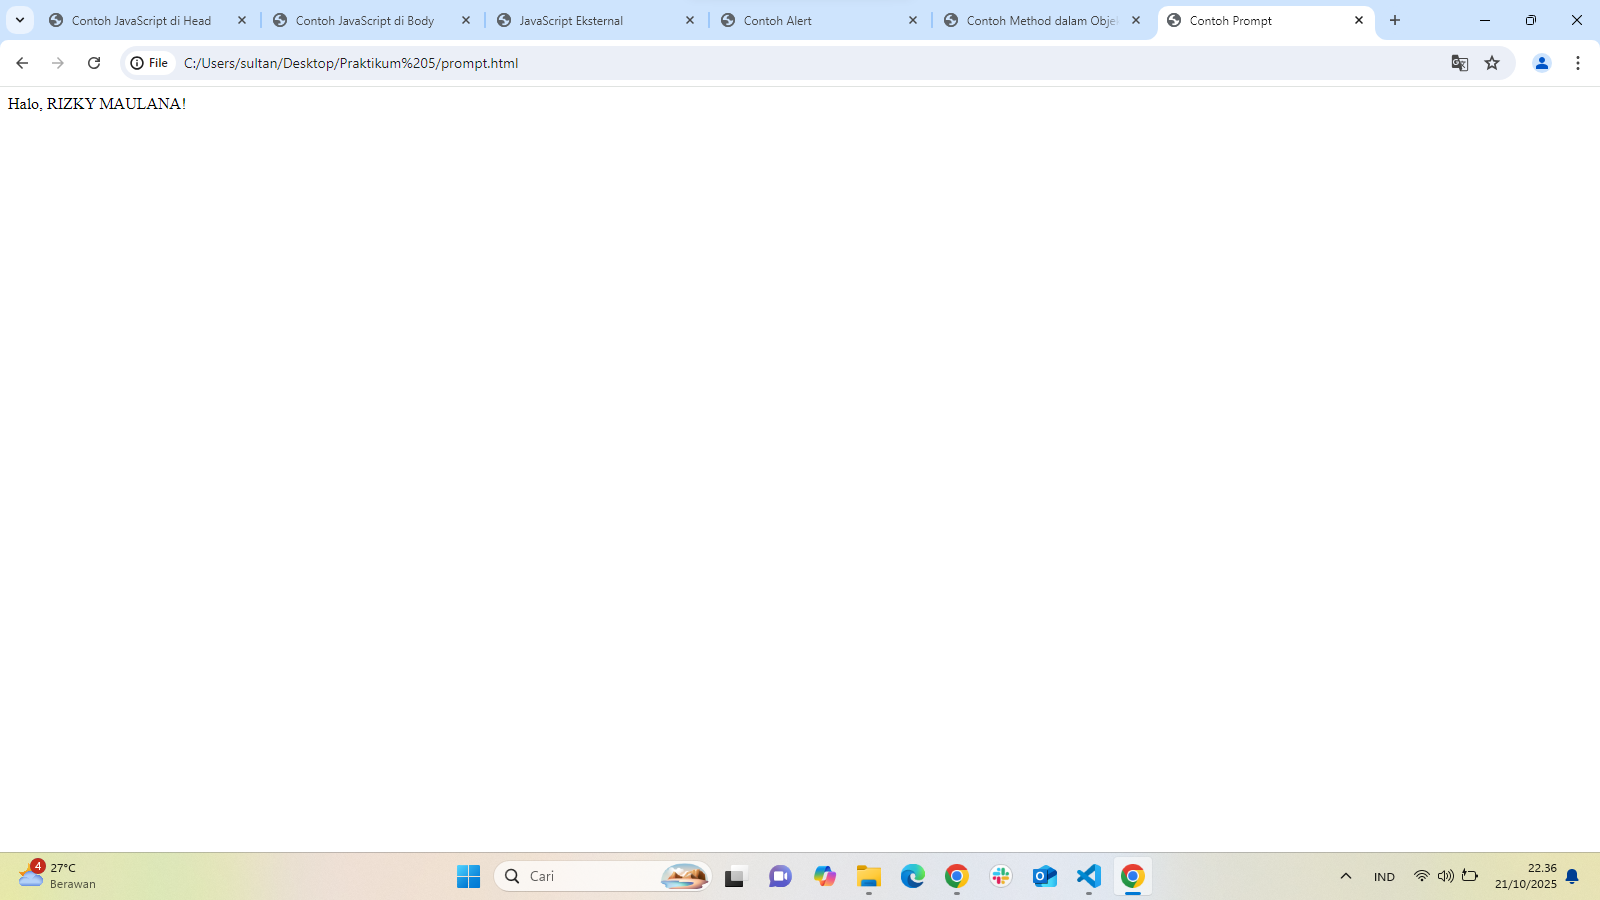 Contoh JavaScript di Head
Contoh JavaScript di Body
JavaScript Eksternal
Contoh Alert
Contoh Method dalam Obje
Contoh Prompt
File
C:/Users/sultan/Desktop/Praktikum%205/prompt.html
Halo, RIZKY MAULANA!
4
27°C
Berawan
Cari
IND
22.36
21/10/2025